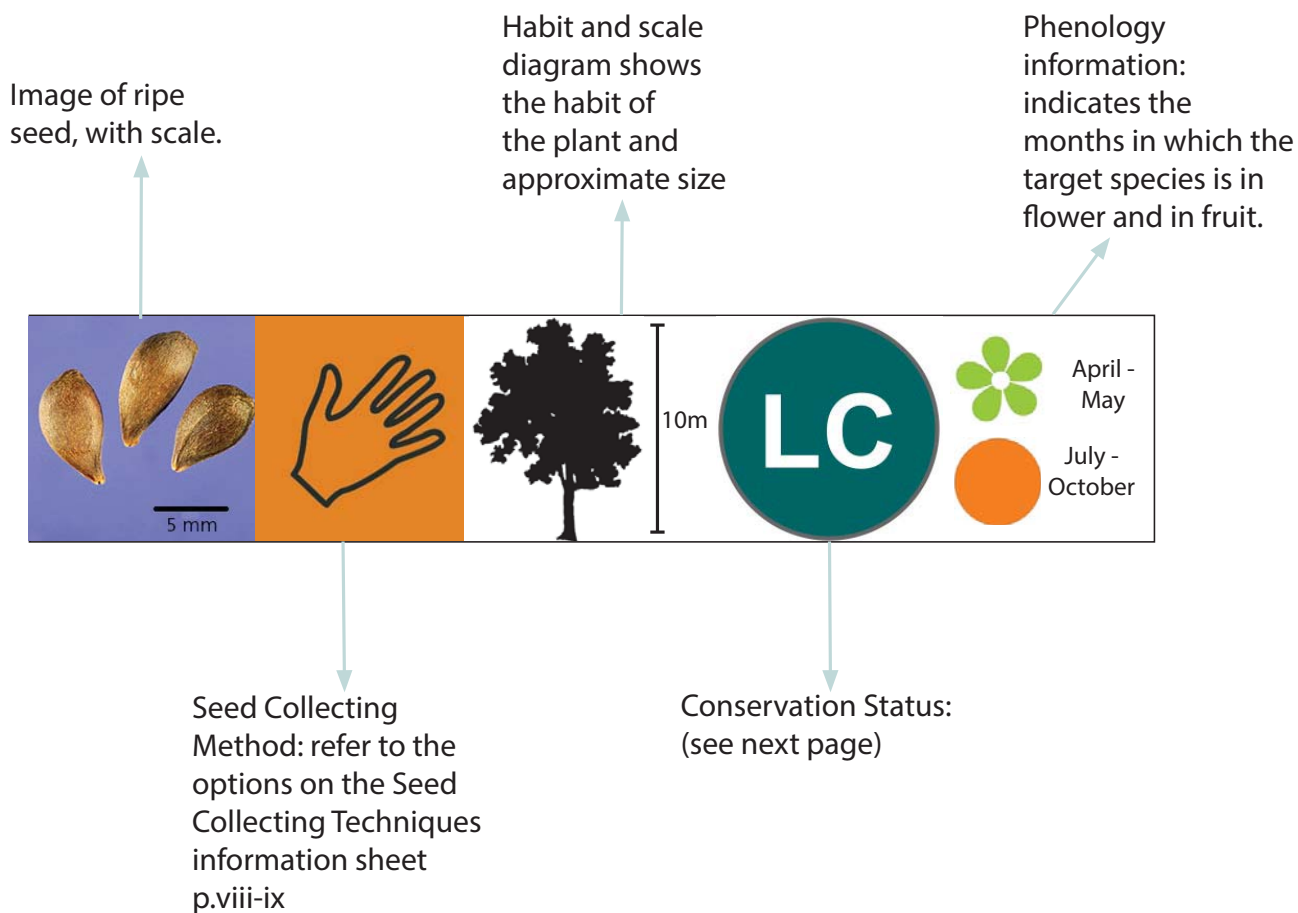 Image of ripe
seed, with scale.
Habit and scale
diagram shows
the habit of
the plant and
approximate size
Phenology
information:
indicates the
months in which the
target species is in
flower and in fruit.
5 mm
10m
LC
April -
May
July -
October
Seed Collecting
Method: refer to the
options on the Seed
Collecting Techniques
information sheet
p.viii-ix
Conservation Status:
(see next page)